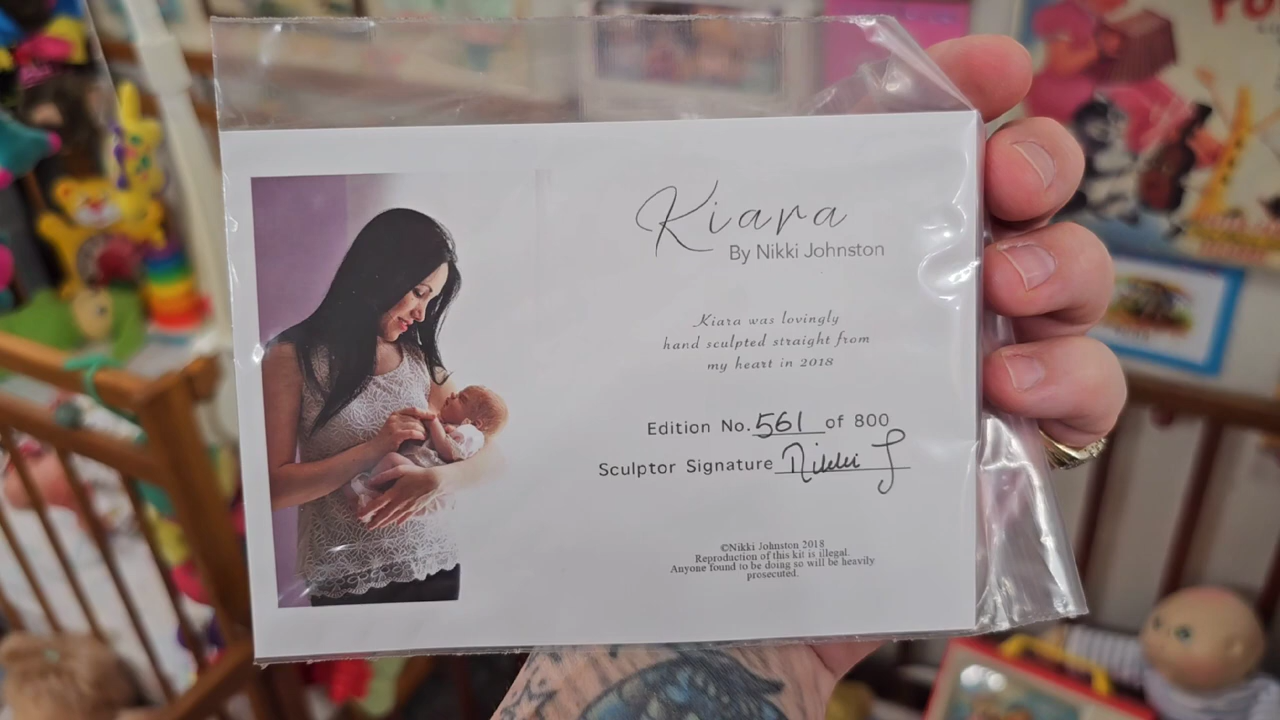 Kiara
By Nikki Johnston
Kiara was lovingly
hand sculpted straight from
my heart in 2018
Edition No. 561 of 800
Sculptor Signature Nikki J
©Nikki Johnston 2018
Reproduction of this kit is illegal.
Anyone found to be doing so will be heavily
prosecuted.